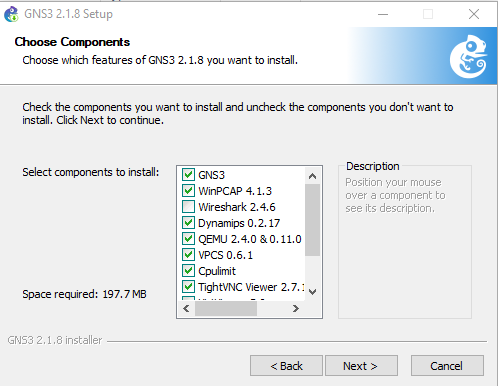 GNS3 2.1.8 Setup
Choose Components
Choose which features of GNS3 2.1.8 you want to install.
Check the components you want to install and uncheck the components you don't want to
install. Click Next to continue.
Select components to install:
GNS3
WinPCAP 4.1.3
Wireshark 2.4.6
Dynamips 0.2.17
QEMU 2.4.0 & 0.11.0
VPCS 0.6.1
Cpulimit
TightVNC Viewer 2.7.1
Description
Position your mouse
over a component to
see its description.
Space required: 197.7 MB
GNS3 2.1.8 installer
< Back
Next >
Cancel